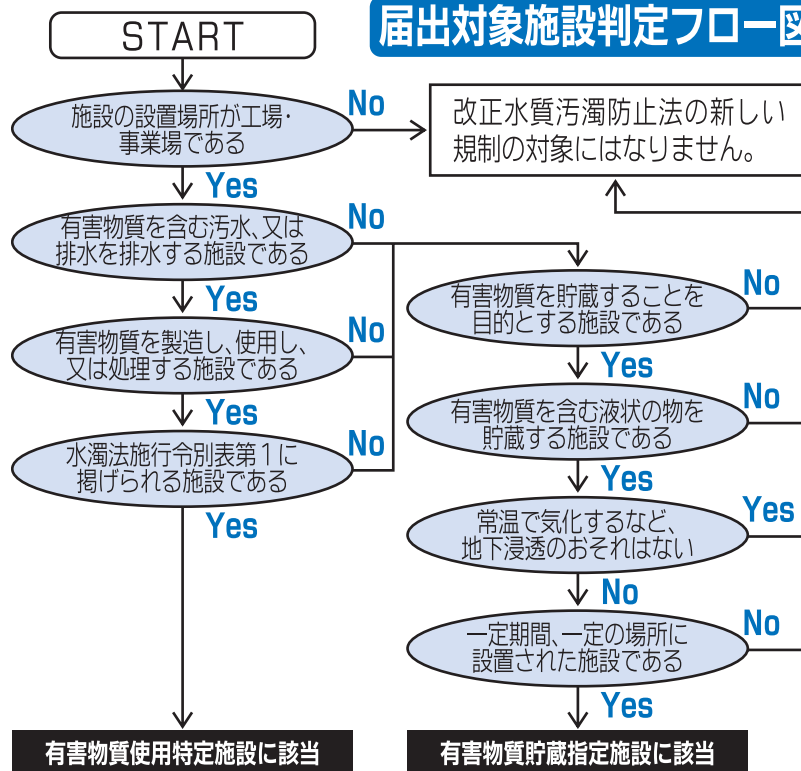 届出対象施設判定フロー図
START
施設の設置場所が工場・
事業場である
No
改正水質汚濁防止法の新しい
規制の対象にはなりません。
Yes
有害物質を含む汚水、又は
排水を排水する施設である
No
Yes
有害物質を製造し、使用し、
又は処理する施設である
No
Yes
水濁法施行令別表第1に
掲げられる施設である
No
Yes
有害物質使用特定施設に該当
有害物質を貯蔵することを
目的とする施設である
No
Yes
有害物質を含む液状の物を
貯蔵する施設である
No
Yes
常温で気化するなど、
地下浸透のおそれはない
Yes
No
一定期間、一定の場所に
設置された施設である
No
Yes
有害物質貯蔵指定施設に該当